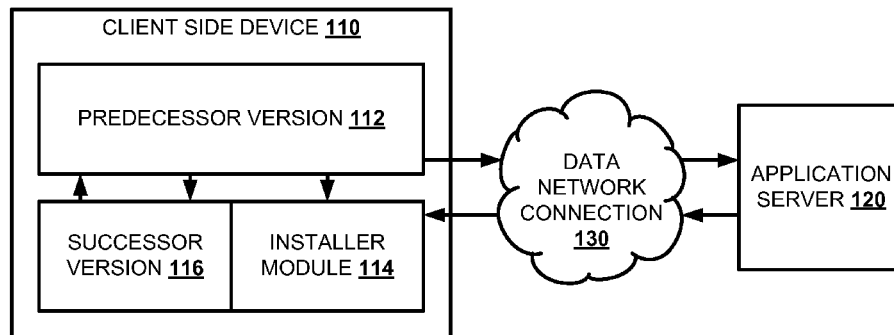 CLIENT SIDE DEVICE 110
PREDECESSOR VERSION 112
SUCCESSOR
VERSION 116
INSTALLER
MODULE 114
DATA
NETWORK
CONNECTION
130
APPLICATION
SERVER 120